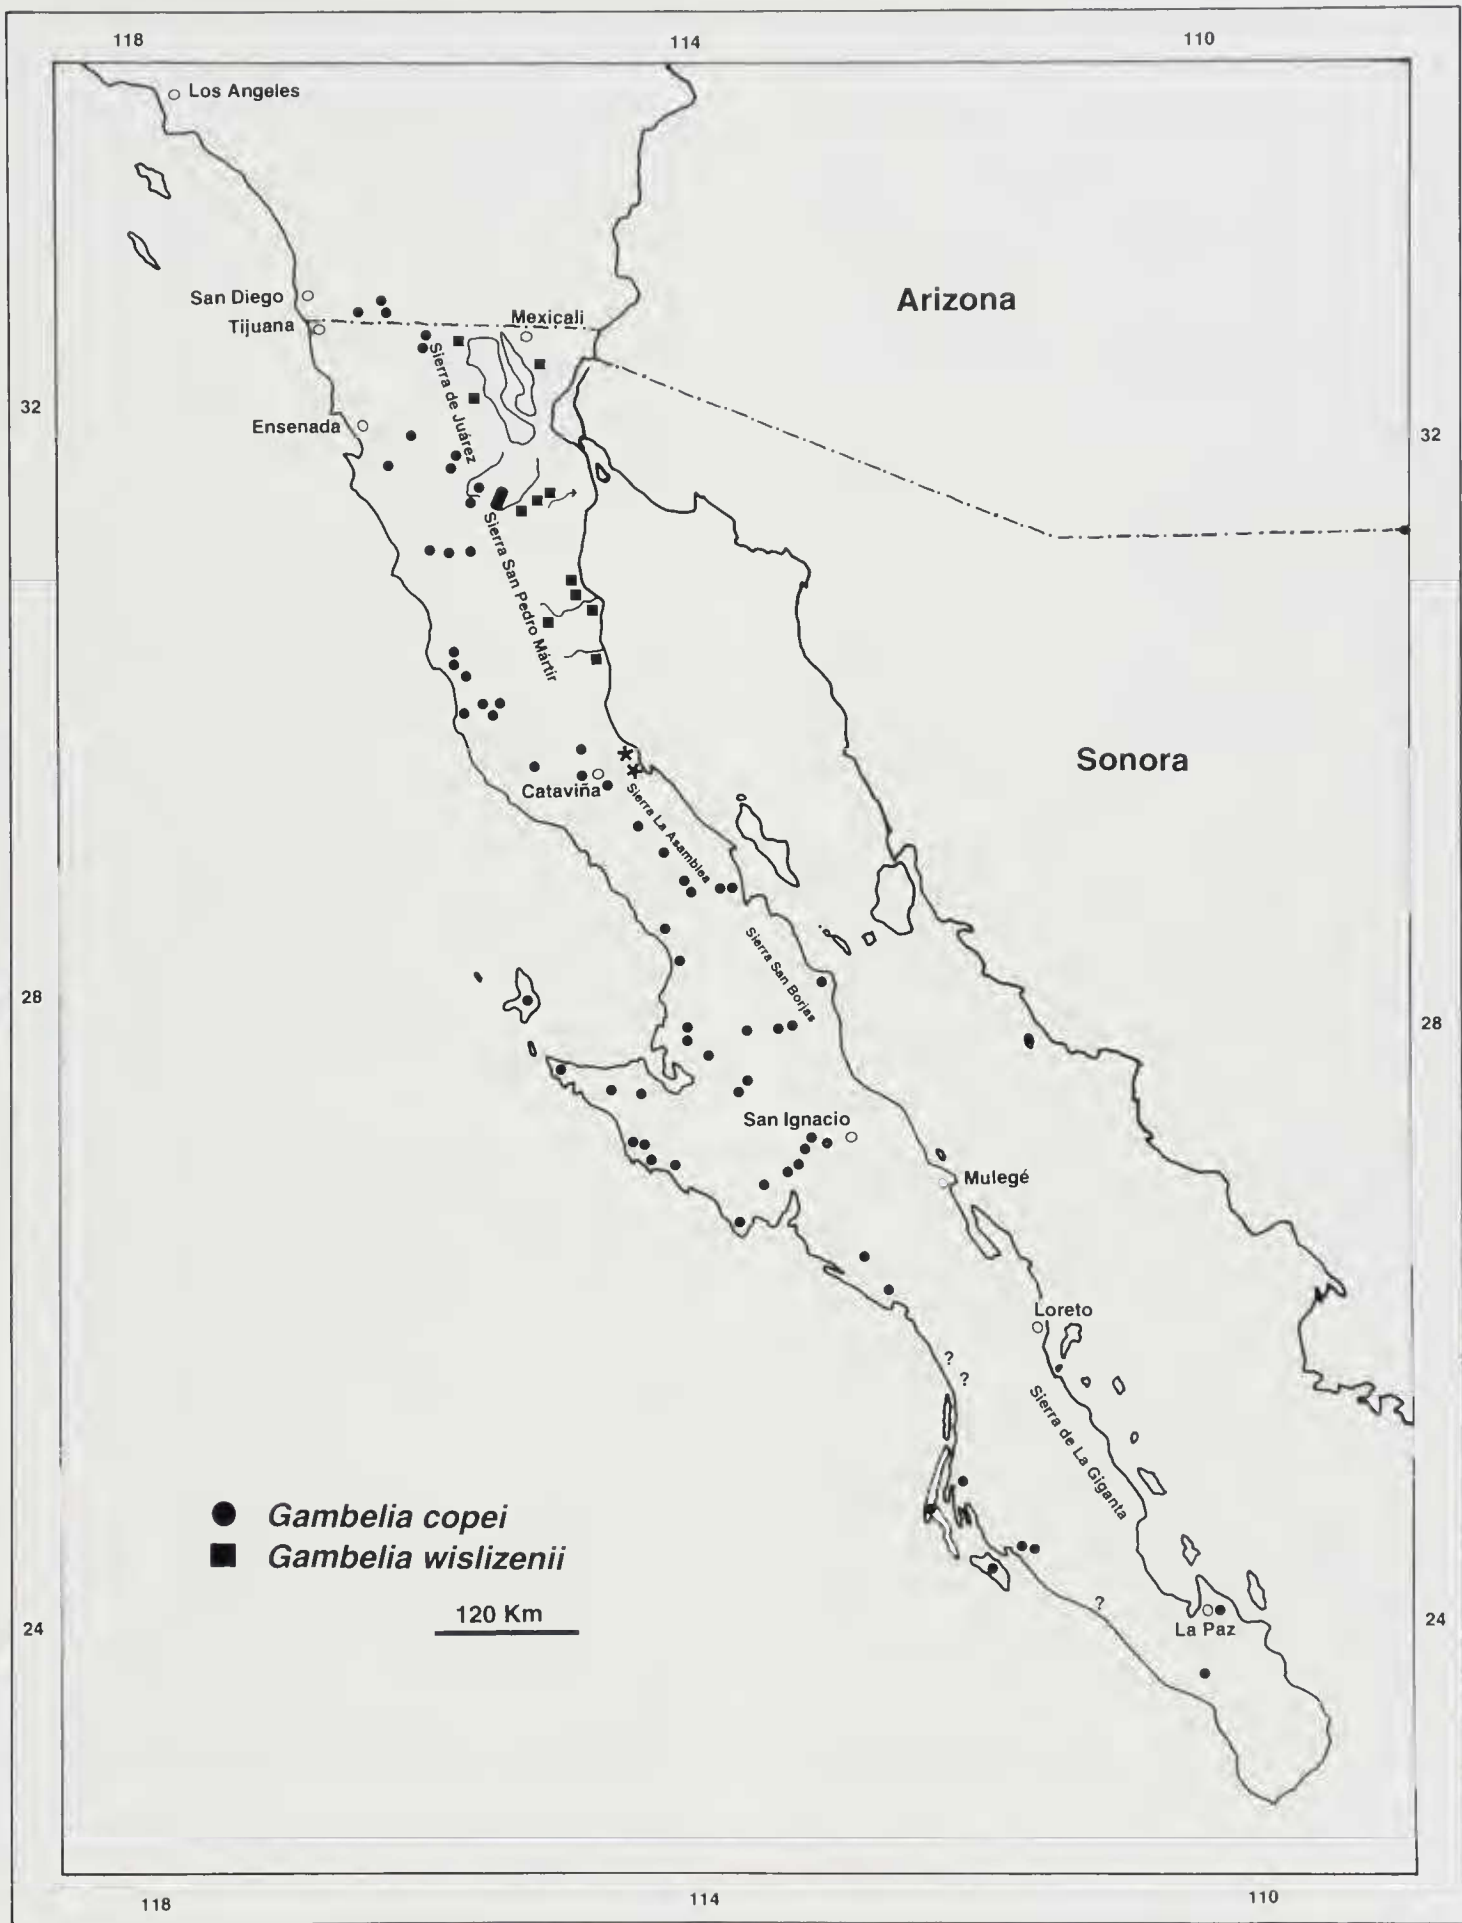 118 114 110
Los Angeles
San Diego
Arizona
Mexicali
Tijuana
Sierra de Juárez
32
Ensenada
32
Sierra San Pedro Mártir
Sonora
Cataviña
Sierra La Asamblea
Sierra San Borjas
28
28
San Ignacio
Mulegé
Loreto
?
?
Sierra de La Giganta
Gambelia copei
Gambelia wislizenii
?
120 Km
24
24
La Paz
118 114 110